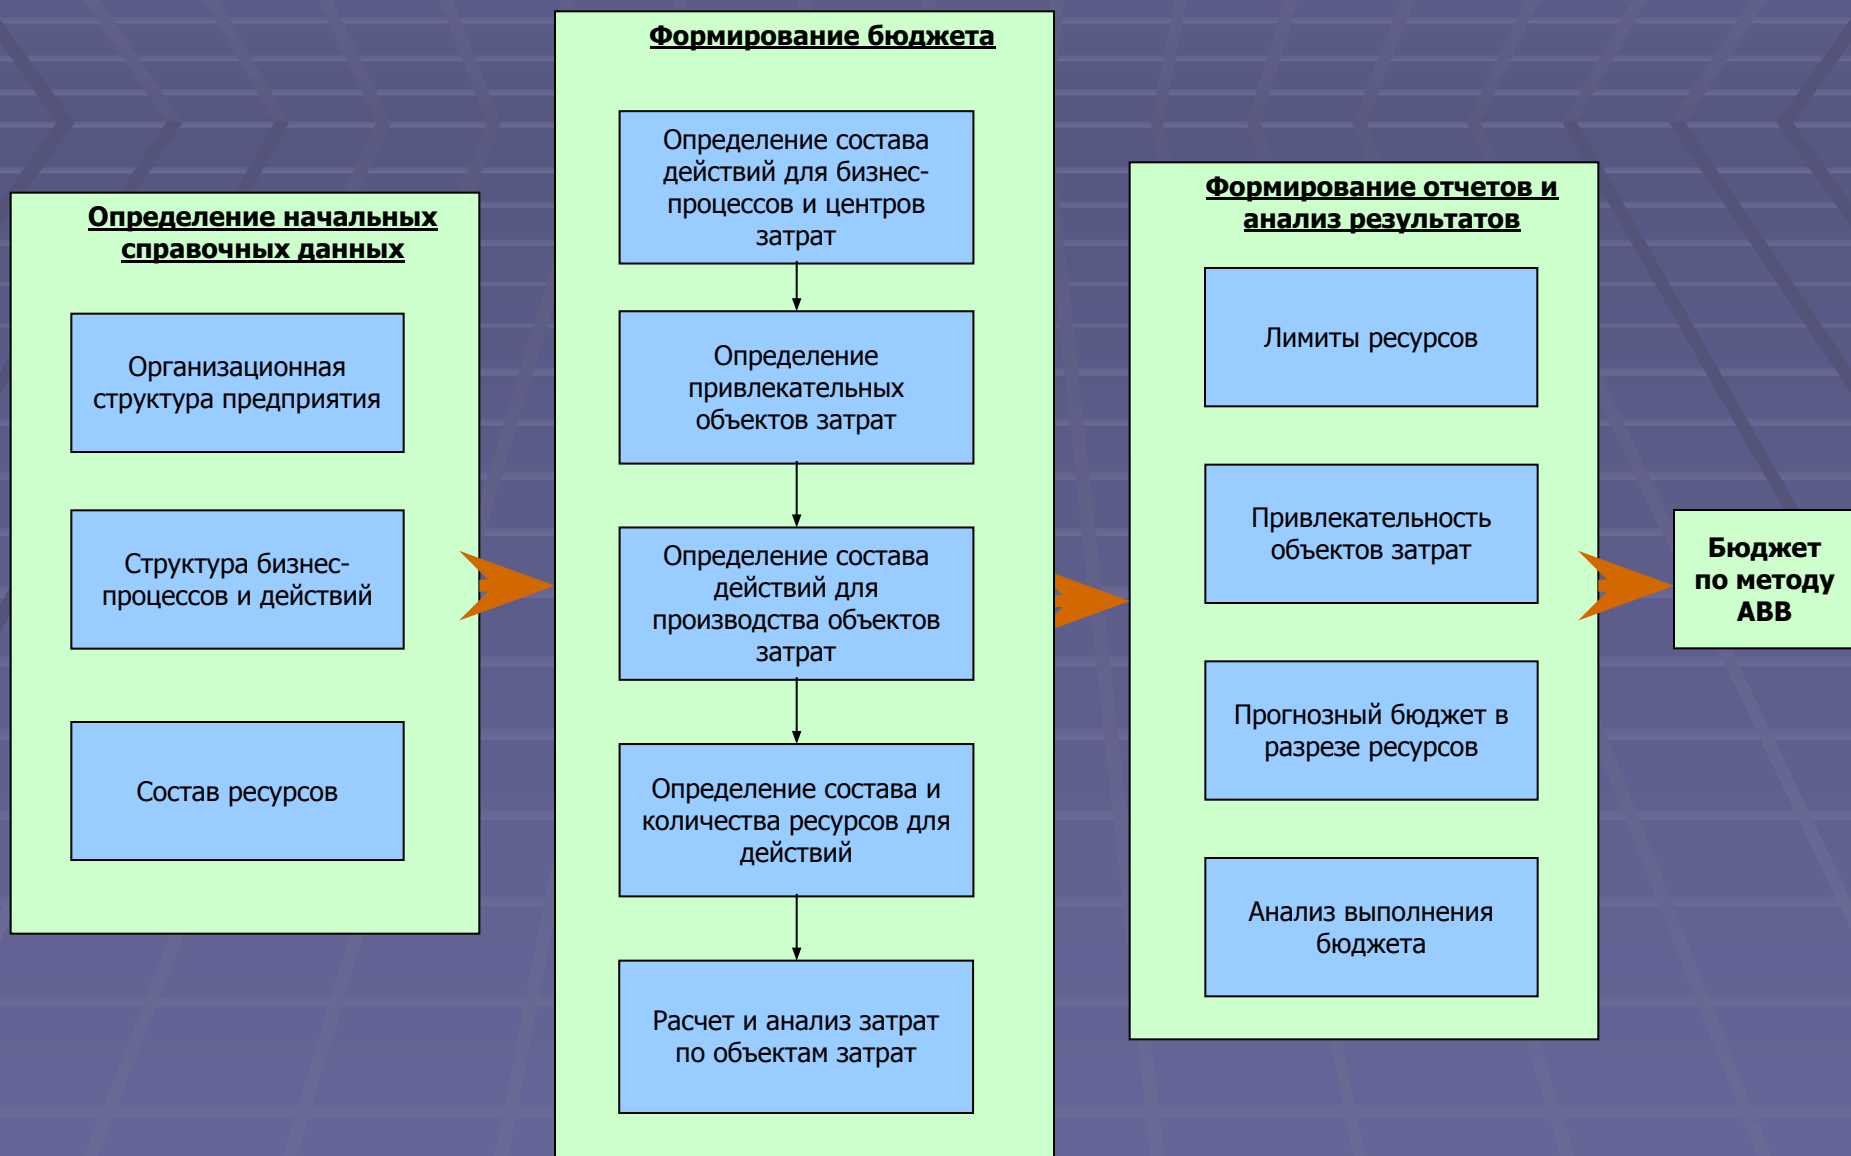 Определение начальных
справочных данных
Организационная
структура предприятия
Структура бизнес-
процессов и действий
Состав ресурсов
Формирование бюджета
Определение состава
действий для бизнес-
процессов и центров
затрат
Определение
привлекательных
объектов затрат
Определение состава
действий для
производства объектов
затрат
Определение состава и
количества ресурсов для
действий
Расчет и анализ затрат
по объектам затрат
Формирование отчетов и
анализ результатов
Лимиты ресурсов
Привлекательность
объектов затрат
Прогнозный бюджет в
разрезе ресурсов
Анализ выполнения
бюджета
Бюджет
по методу
АВВ